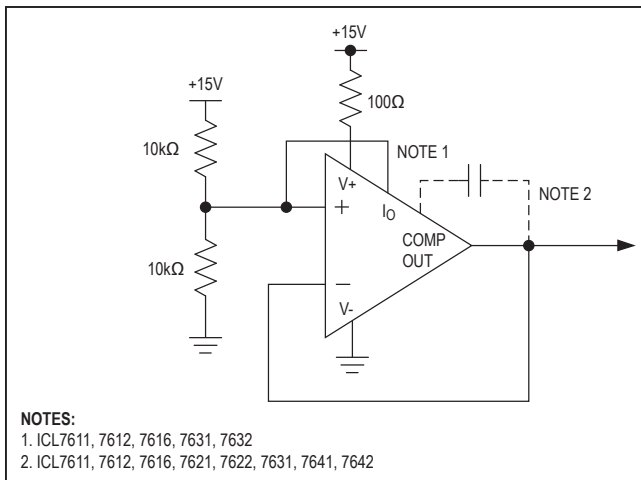 +15V
+15V
100Ω
10kΩ
NOTE 1
V+
NOTE 2
+
IO
COMP
OUT
10kΩ
−
V-
NOTES:
1. ICL7611, 7612, 7616, 7631, 7632
2. ICL7611, 7612, 7616, 7621, 7622, 7631, 7641, 7642